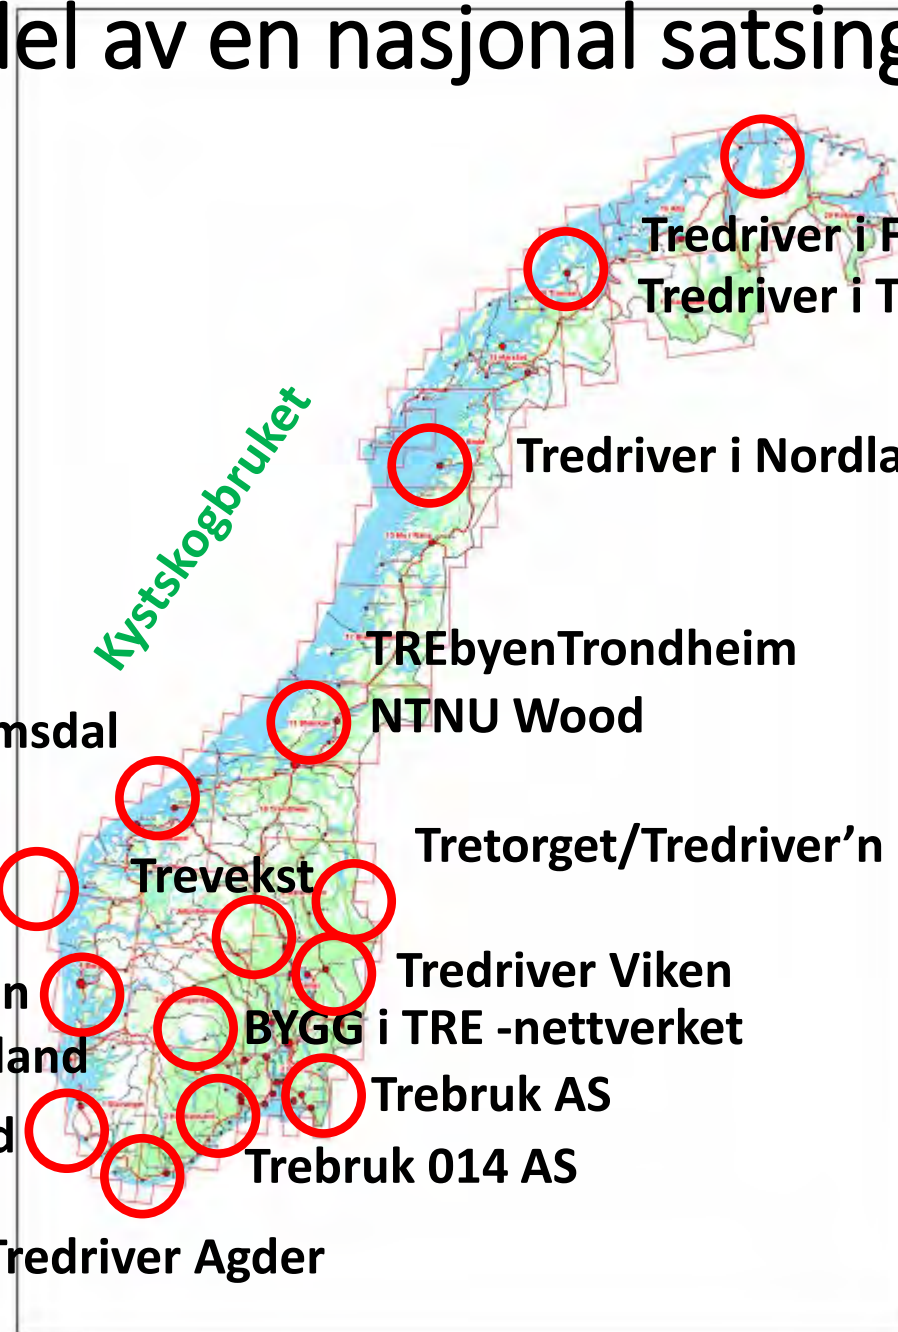 del av en nasjonal satsing
Tredriver i F
Tredriver i T
Kystskogbruket
Tredriver i Nordla
TREbyenTrondheim
NTNU Wood
msdal
Tretorget/Tredriver’n
Trevekst
Tredriver Viken
n
BYGG i TRE -nettverket
land
Trebruk AS
d
Trebruk 014 AS
Tredriver Agder